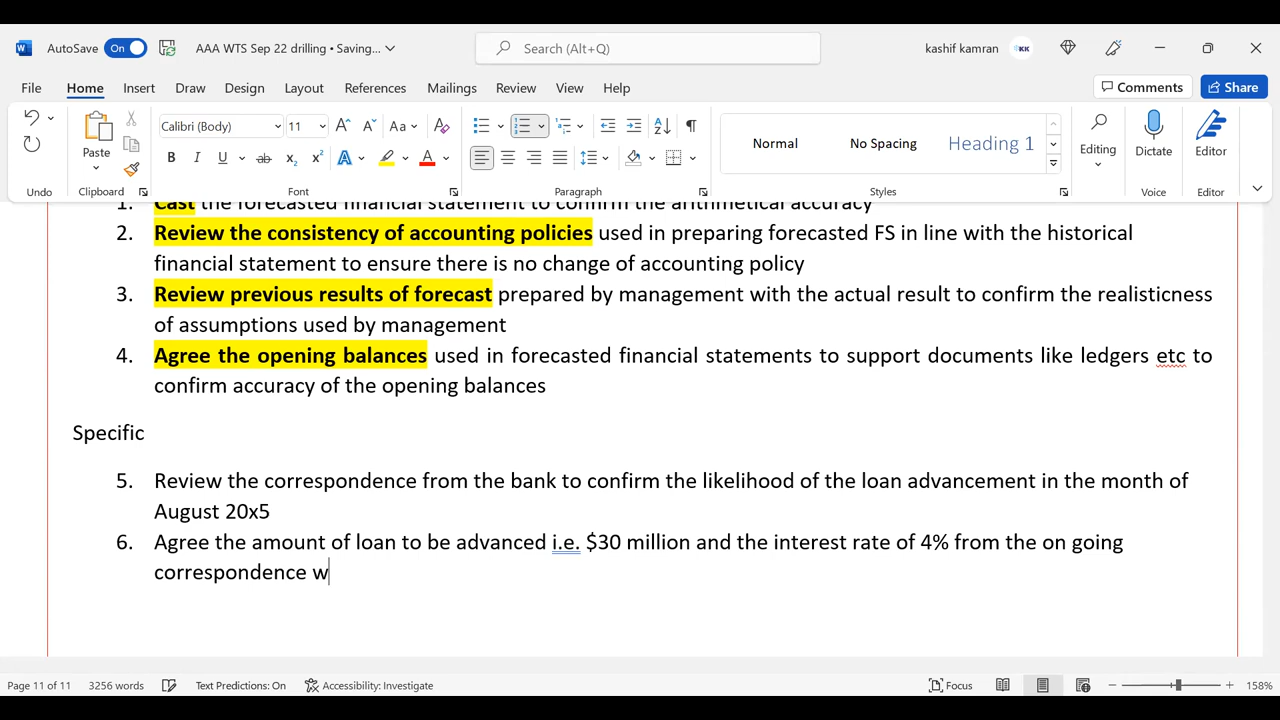 AutoSave On AAA WTS Sep 22 drilling • Saving... Search (Alt+Q) kashif kamran KK
File Home Insert Draw Design Layout References Mailings Review View Help Comments Share
Calibri (Body) 11 Aa A
Paste Normal No Spacing Heading 1 Editing Dictate Editor
B I U ab x₂ x² A A
Undo Clipboard Font Paragraph Styles Voice Editor
1. Cast the forecasted financial statement to confirm the arithmetical accuracy
2. Review the consistency of accounting policies used in preparing forecasted FS in line with the historical
financial statement to ensure there is no change of accounting policy
3. Review previous results of forecast prepared by management with the actual result to confirm the realisticness
of assumptions used by management
4. Agree the opening balances used in forecasted financial statements to support documents like ledgers etc to
confirm accuracy of the opening balances
Specific
5. Review the correspondence from the bank to confirm the likelihood of the loan advancement in the month of
August 20x5
6. Agree the amount of loan to be advanced i.e. $30 million and the interest rate of 4% from the on going
correspondence w
Page 11 of 11 3256 words Text Predictions: On Accessibility: Investigate Focus 158%